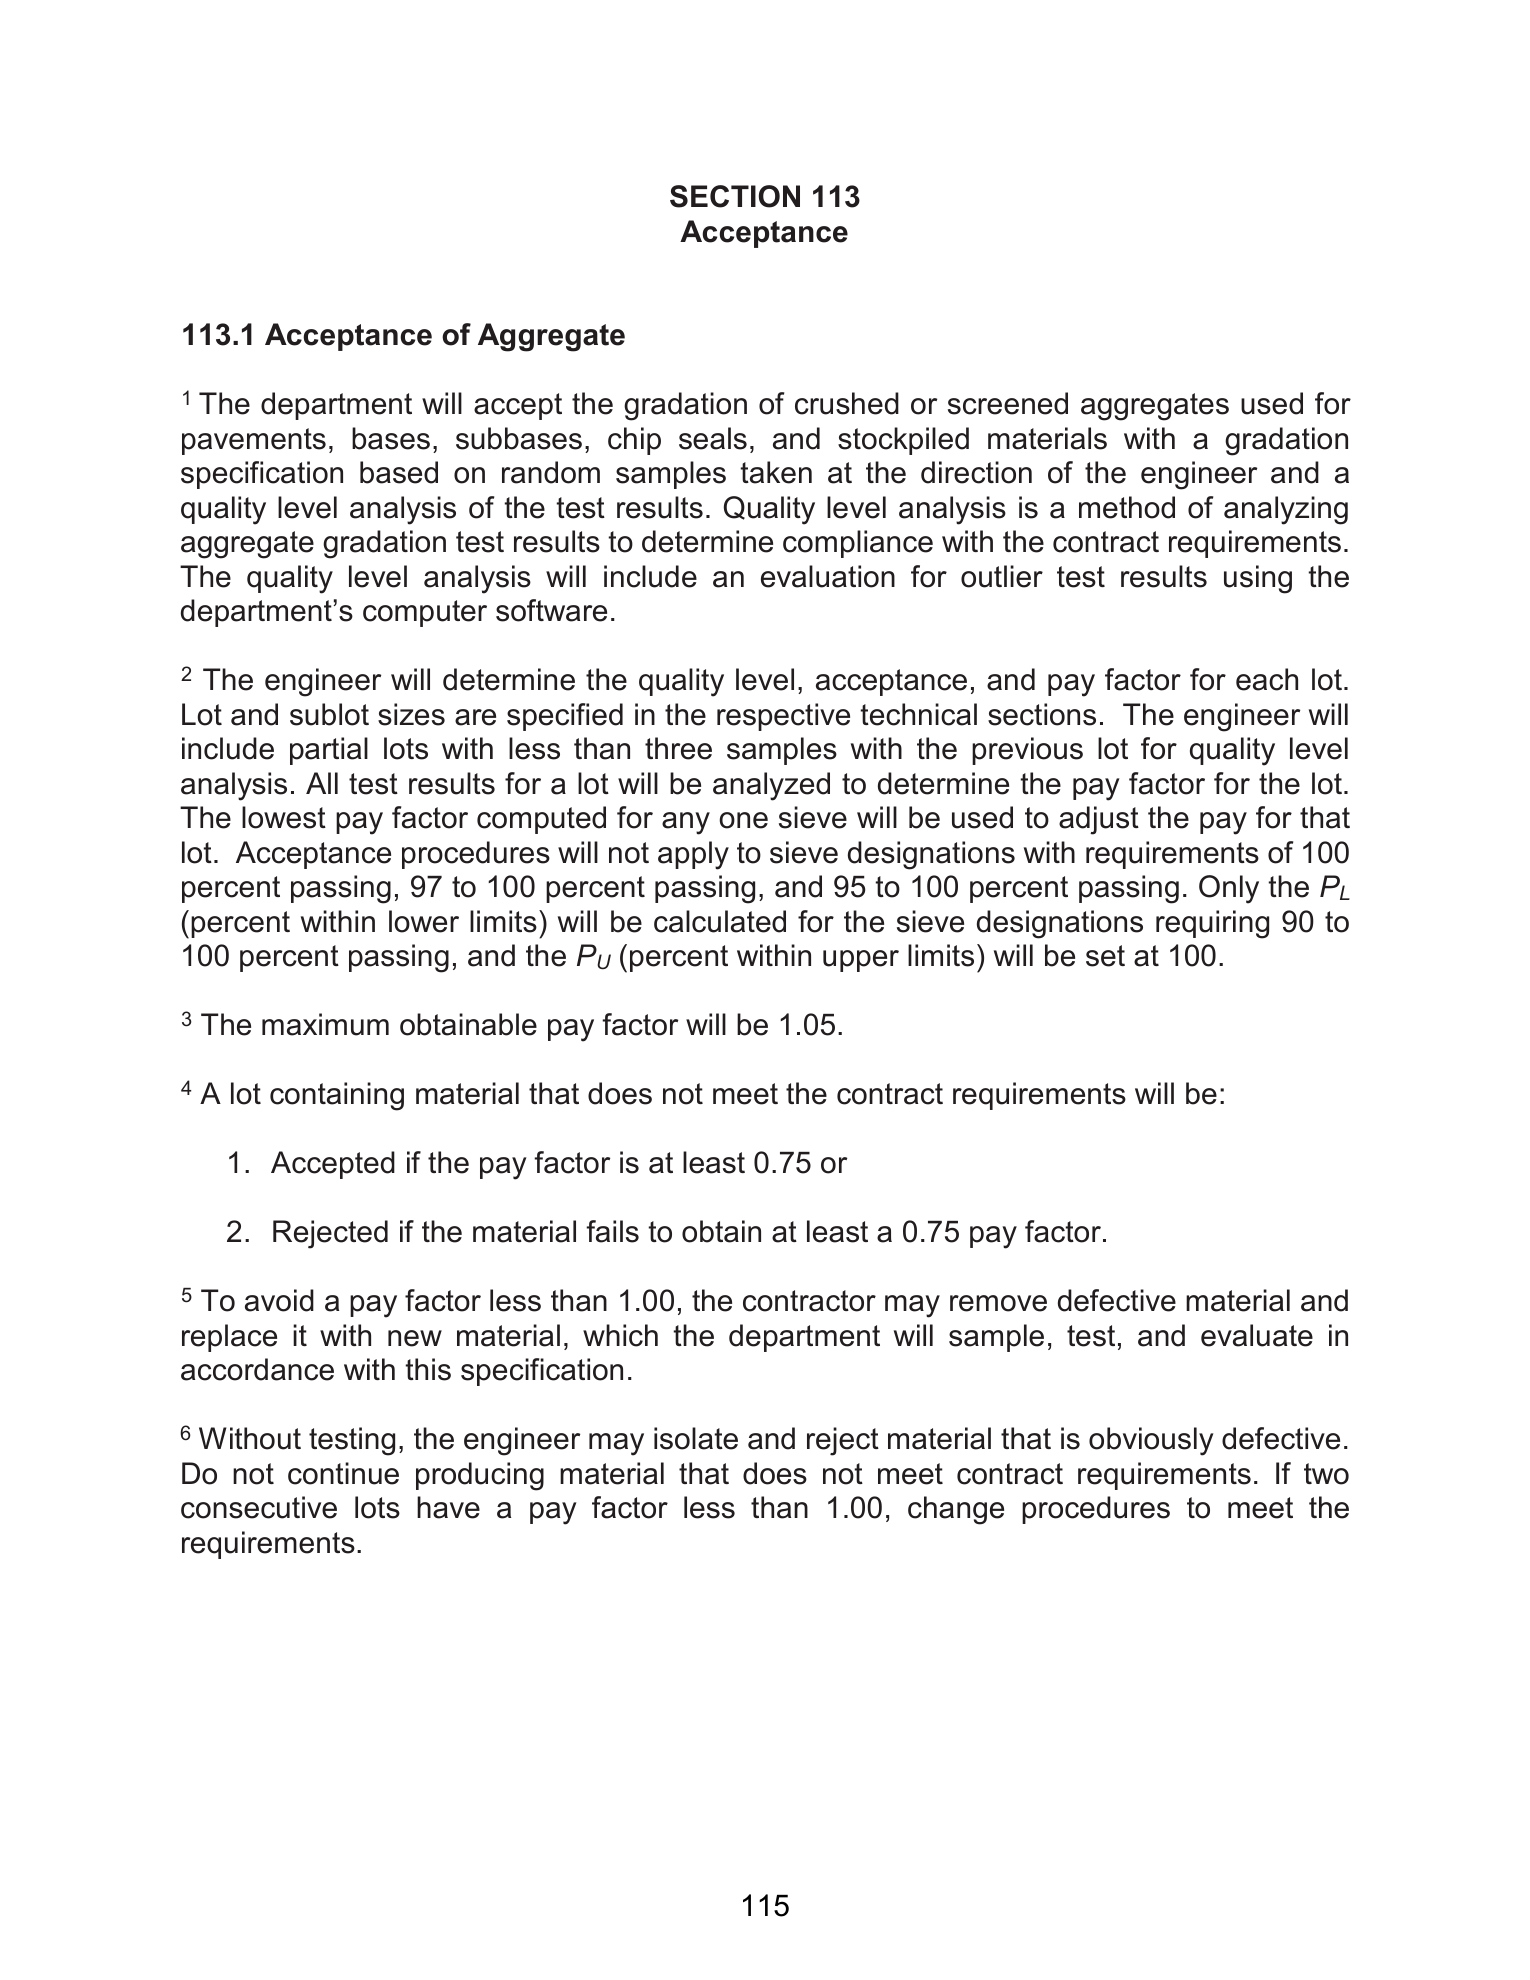 SECTION 113
Acceptance
113.1 Acceptance of Aggregate
1 The department will accept the gradation of crushed or screened aggregates used for
pavements, bases, subbases, chip seals, and stockpiled materials with a gradation
specification based on random samples taken at the direction of the engineer and a
quality level analysis of the test results. Quality level analysis is a method of analyzing
aggregate gradation test results to determine compliance with the contract requirements.
The quality level analysis will include an evaluation for outlier test results using the
department’s computer software.
2 The engineer will determine the quality level, acceptance, and pay factor for each lot.
Lot and sublot sizes are specified in the respective technical sections.  The engineer will
include partial lots with less than three samples with the previous lot for quality level
analysis. All test results for a lot will be analyzed to determine the pay factor for the lot.
The lowest pay factor computed for any one sieve will be used to adjust the pay for that
lot.  Acceptance procedures will not apply to sieve designations with requirements of 100
percent passing, 97 to 100 percent passing, and 95 to 100 percent passing. Only the PL
(percent within lower limits) will be calculated for the sieve designations requiring 90 to
100 percent passing, and the PU (percent within upper limits) will be set at 100.
3 The maximum obtainable pay factor will be 1.05.
4 A lot containing material that does not meet the contract requirements will be:
1. Accepted if the pay factor is at least 0.75 or
2. Rejected if the material fails to obtain at least a 0.75 pay factor.
5 To avoid a pay factor less than 1.00, the contractor may remove defective material and
replace it with new material, which the department will sample, test, and evaluate in
accordance with this specification.
6 Without testing, the engineer may isolate and reject material that is obviously defective.
Do not continue producing material that does not meet contract requirements. If two
consecutive lots have a pay factor less than 1.00, change procedures to meet the
requirements.
115